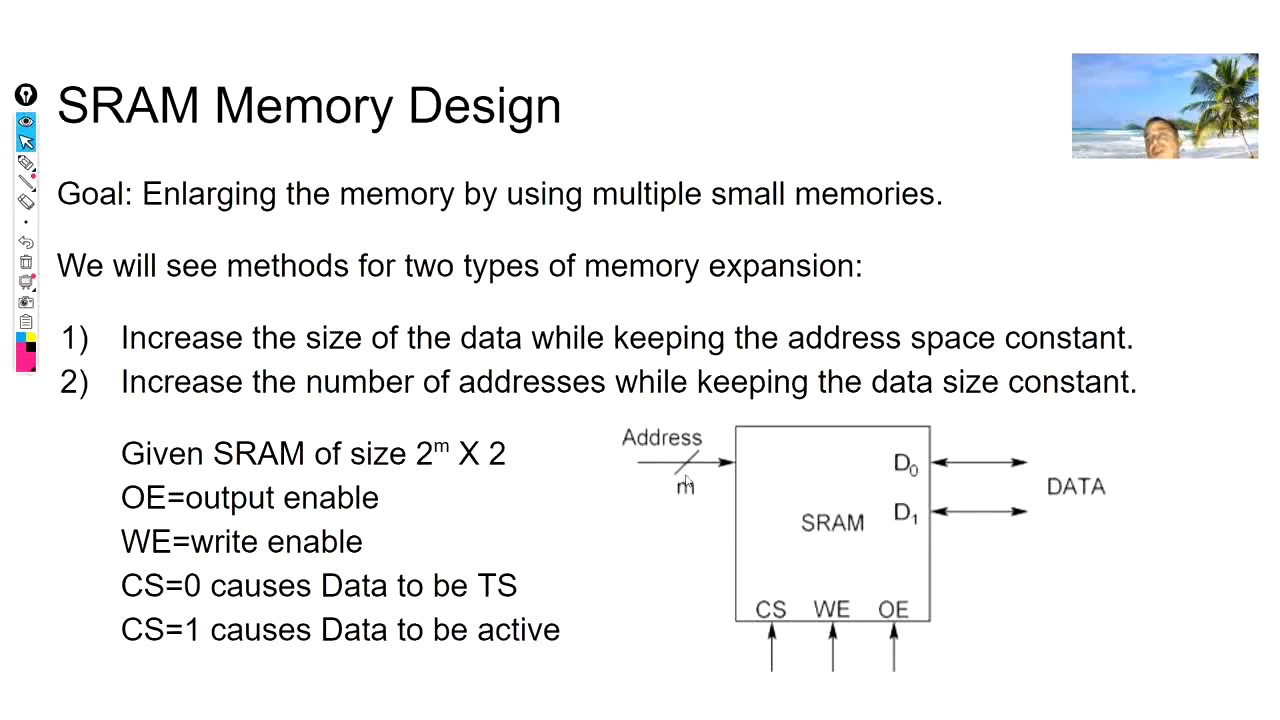 SRAM Memory Design
Goal: Enlarging the memory by using multiple small memories.
We will see methods for two types of memory expansion:
1) Increase the size of the data while keeping the address space constant.
2) Increase the number of addresses while keeping the data size constant.
Given SRAM of size 2ᵐ X 2
OE=output enable
WE=write enable
CS=0 causes Data to be TS
CS=1 causes Data to be active
Address
m
D₀
D₁
DATA
SRAM
CS WE OE